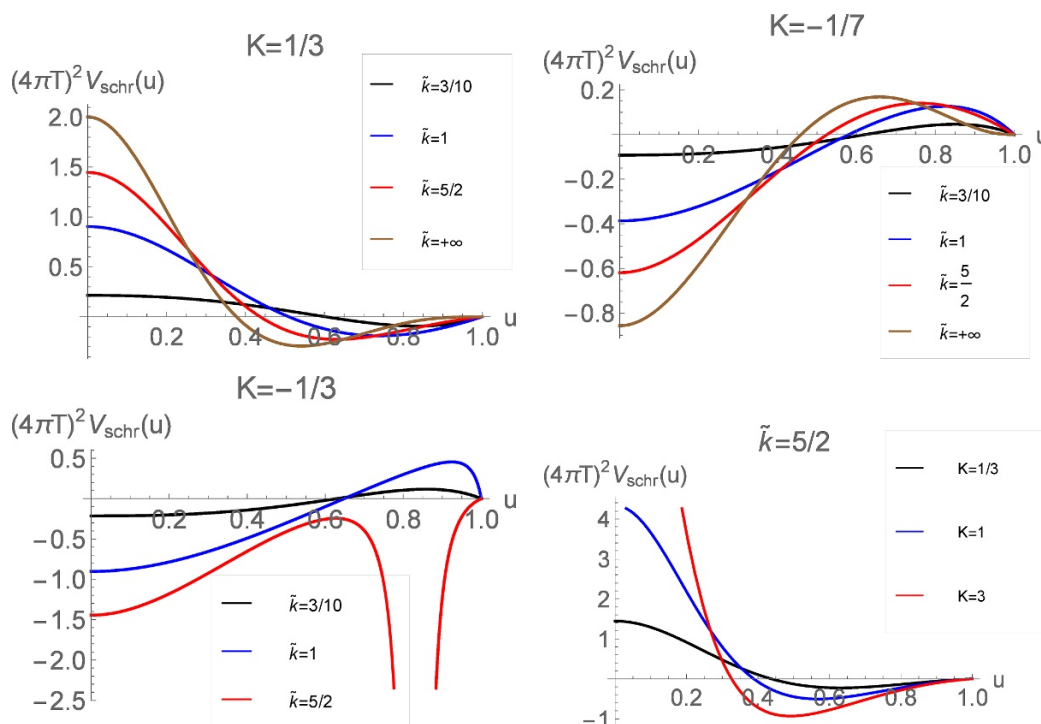 K=1/3
(4πT)²V_schr(u)
2.0
1.5
1.0
0.5
0.2
0.4
0.6
0.8
1.0
u
k̃=3/10
k̃=1
k̃=5/2
k̃=+∞
K=−1/7
(4πT)²V_schr(u)
0.2
−0.2
−0.4
−0.6
−0.8
0.2
0.4
0.6
0.8
1.0
u
k̃=3/10
k̃=1
k̃=5/2
k̃=+∞
K=−1/3
(4πT)²V_schr(u)
0.5
−0.5
−1.0
−1.5
−2.0
−2.5
0.2
0.4
0.6
0.8
1.0
u
k̃=3/10
k̃=1
k̃=5/2
k̃=5/2
(4πT)²V_schr(u)
4
3
2
1
−1
0.2
0.4
0.6
0.8
1.0
u
K=1/3
K=1
K=3